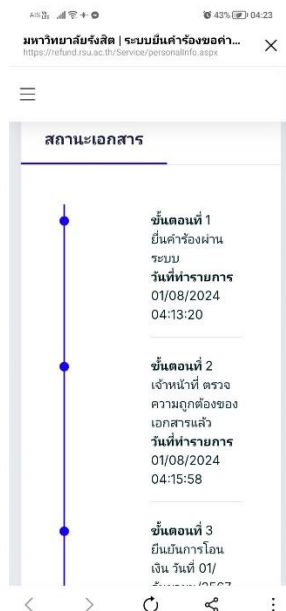 AIS
43% 04:23
มหาวิทยาลัยรังสิต | ระบบยื่นคำร้องขอค่า...
https://refund.rsu.ac.th/Service/personalInfo.aspx
สถานะเอกสาร
ขั้นตอนที่ 1
ยื่นคำร้องผ่าน
ระบบ
วันที่ทำรายการ
01/08/2024
04:13:20
ขั้นตอนที่ 2
เจ้าหน้าที่ ตรวจ
ความถูกต้องของ
เอกสารแล้ว
วันที่ทำรายการ
01/08/2024
04:15:58
ขั้นตอนที่ 3
ยืนยันการโอน
เงิน วันที่ 01/